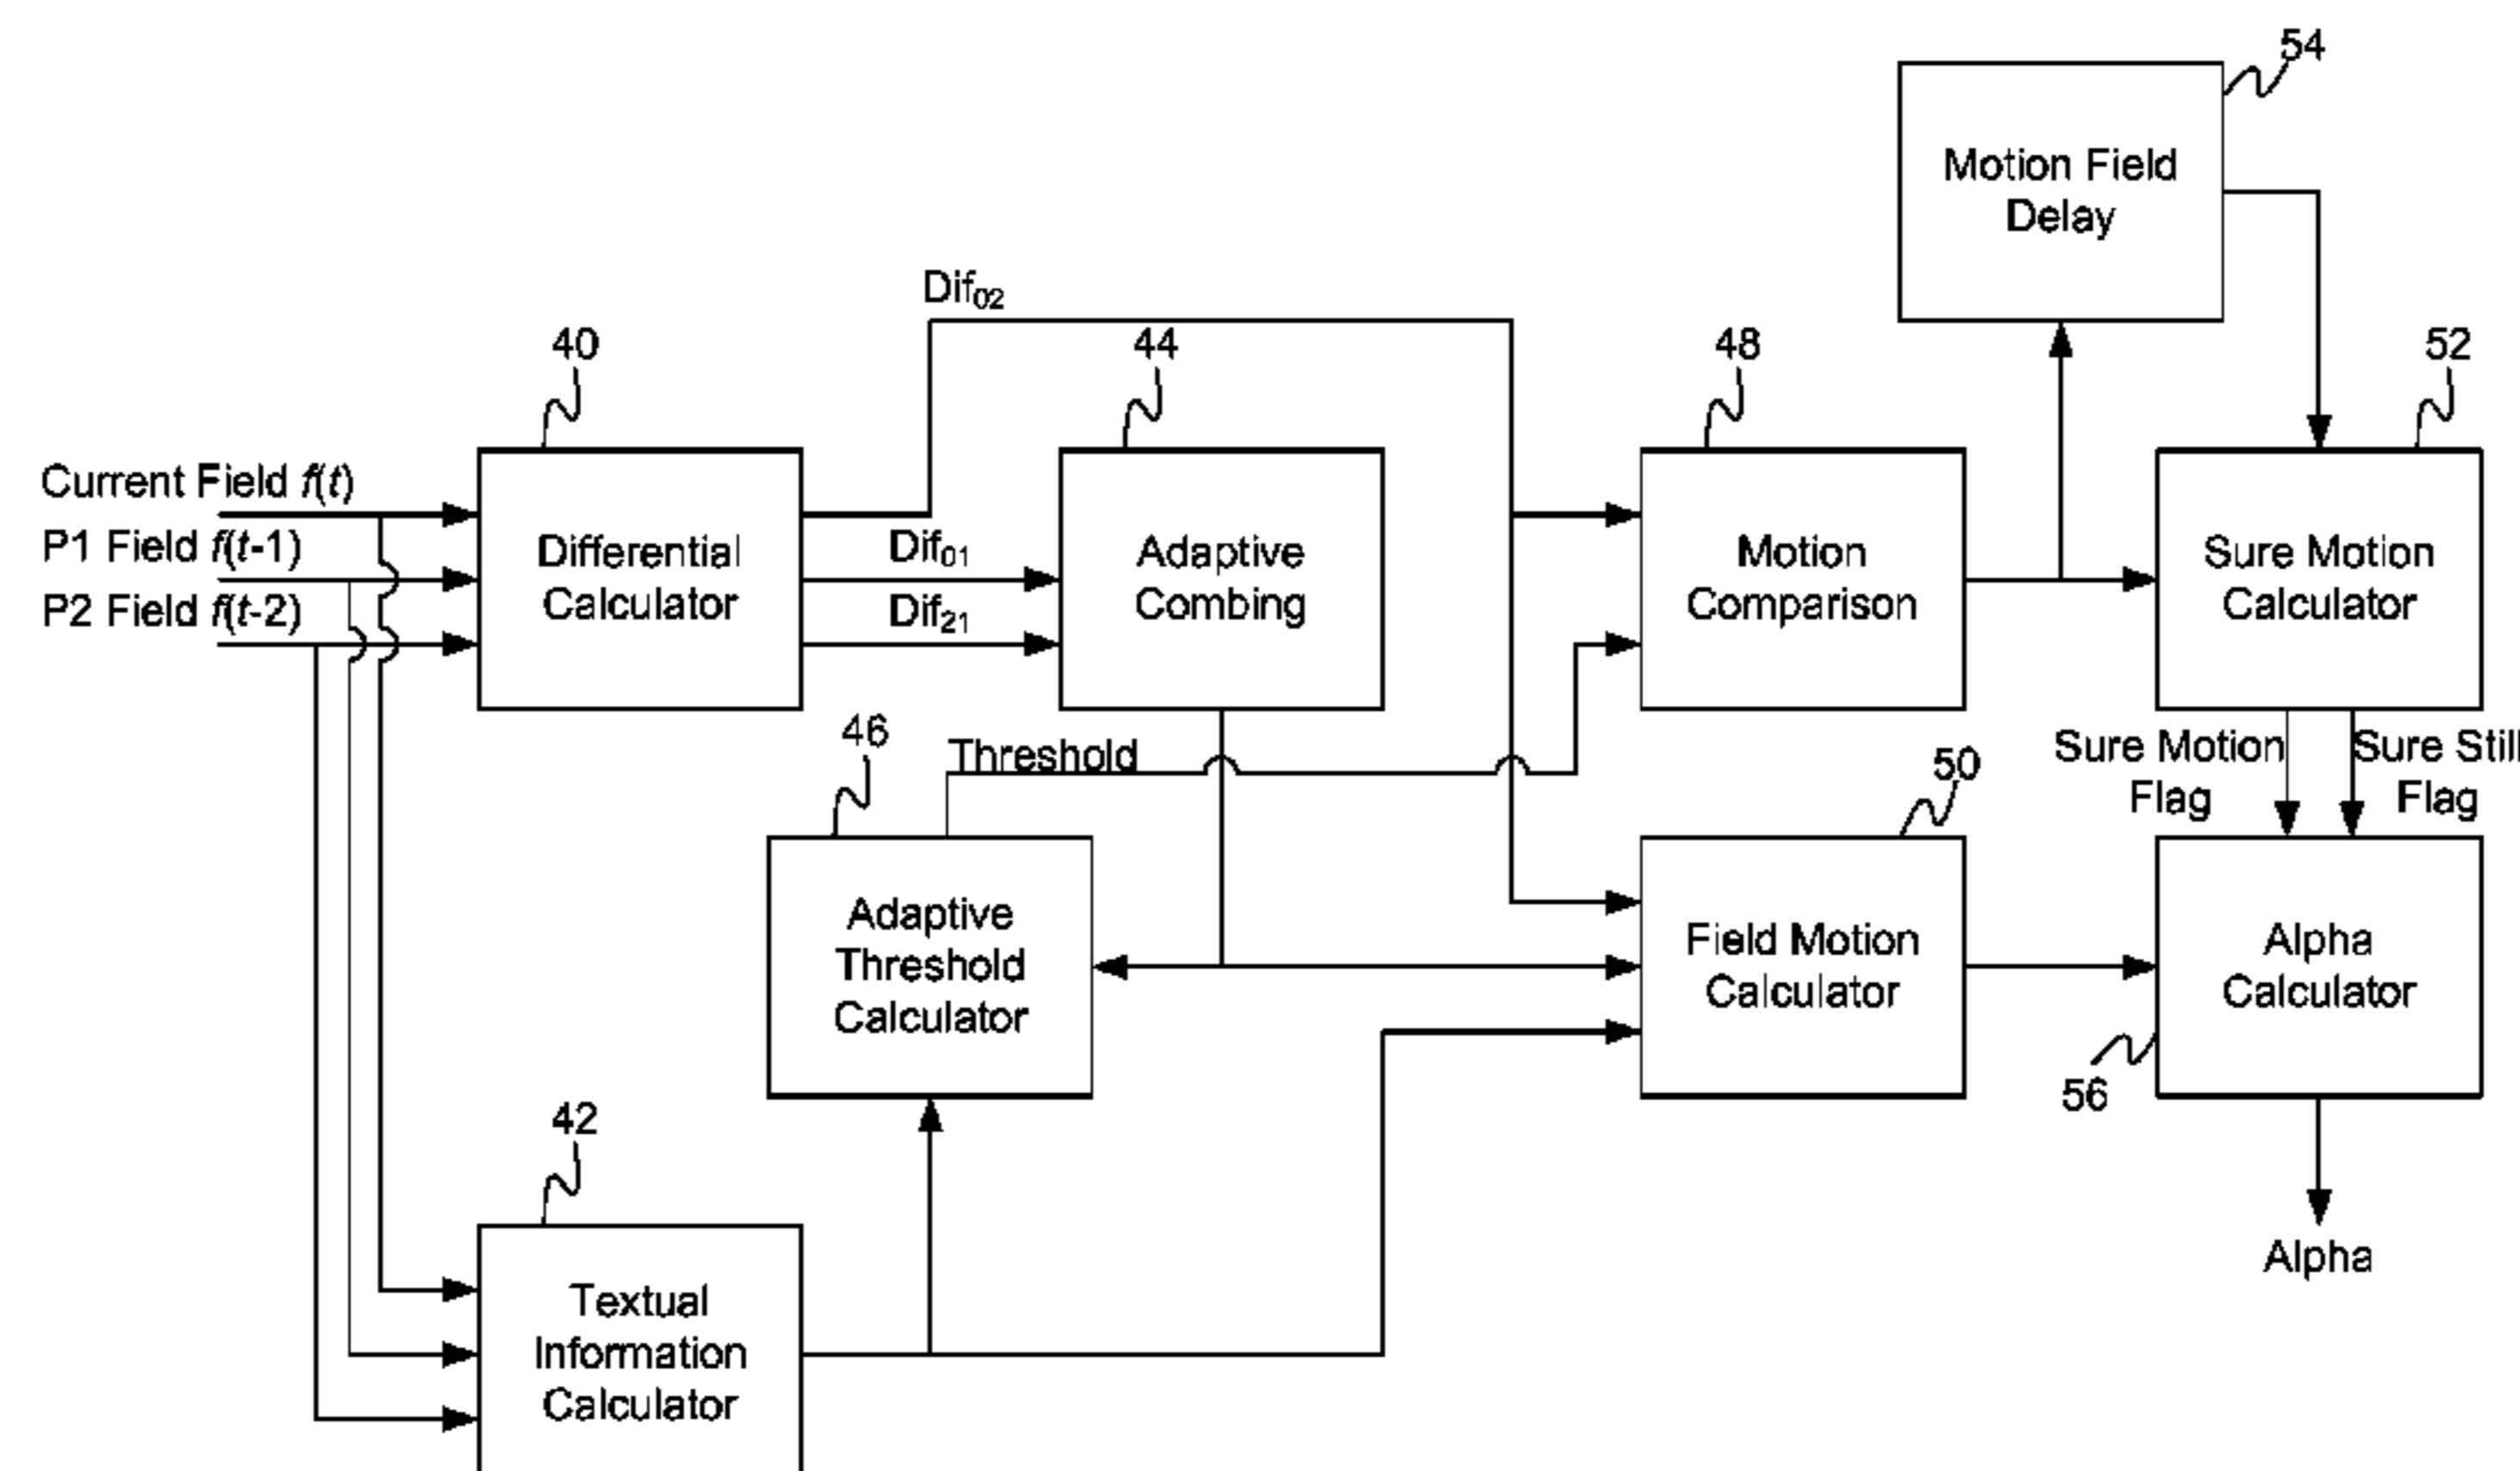 54
Motion Field
Delay
Dif02
40
44
48
52
Current Field f(t)
P1 Field f(t-1)
P2 Field f(t-2)
Differential
Calculator
Dif01
Dif21
Adaptive
Combing
Motion
Comparison
Sure Motion
Calculator
46
Threshold
50
Sure Motion
Flag
Sure Still
Flag
Adaptive
Threshold
Calculator
Field Motion
Calculator
Alpha
Calculator
56
42
Textual
Information
Calculator
Alpha